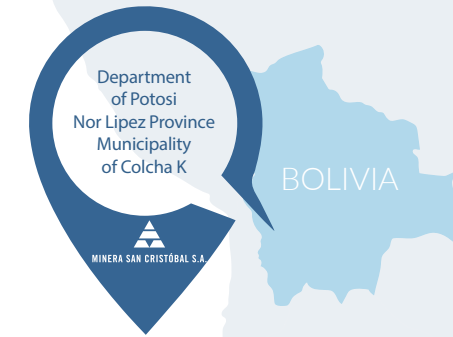 Department
of Potosi
Nor Lipez Province
Municipality
of Colcha K
BOLIVIA
MINERA SAN CRISTÓBAL S.A.